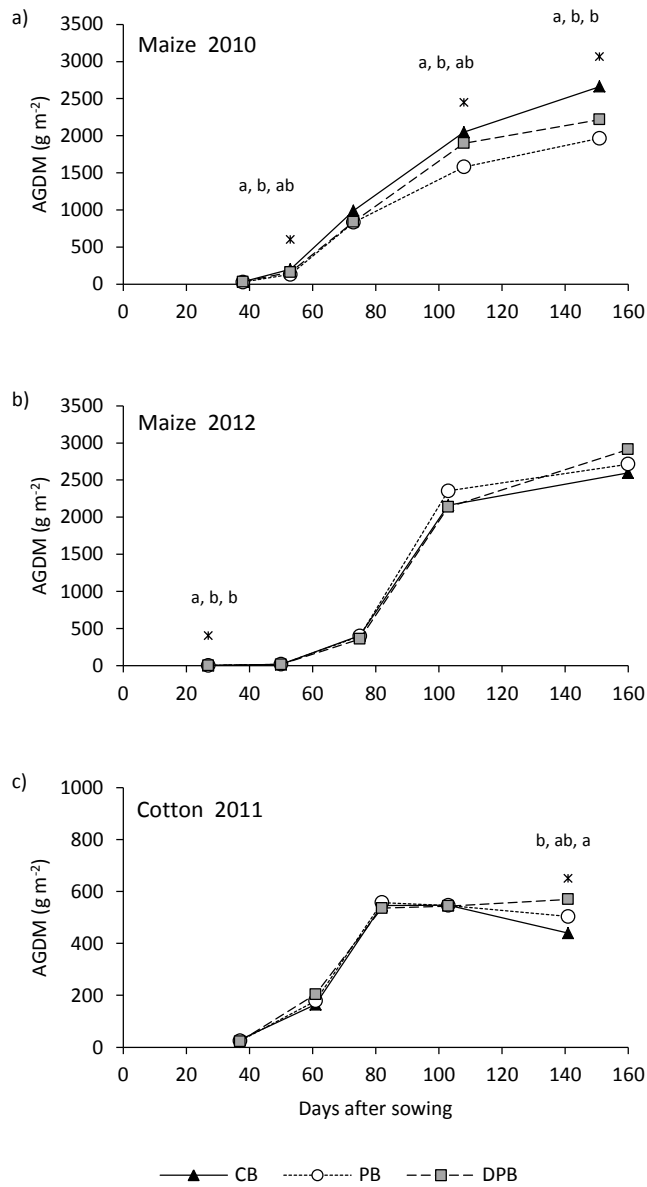 a)
Maize 2010
3500
3000
2500
2000
1500
1000
500
0
AGDM (g m⁻²)
a, b, ab
a, b, ab
a, b, b
0 20 40 60 80 100 120 140 160
b)
Maize 2012
3500
3000
2500
2000
1500
1000
500
0
AGDM (g m⁻²)
a, b, b
0 20 40 60 80 100 120 140 160
c)
Cotton 2011
1000
800
600
400
200
0
AGDM (g m⁻²)
b, ab, a
0 20 40 60 80 100 120 140 160
Days after sowing
CB PB DPB